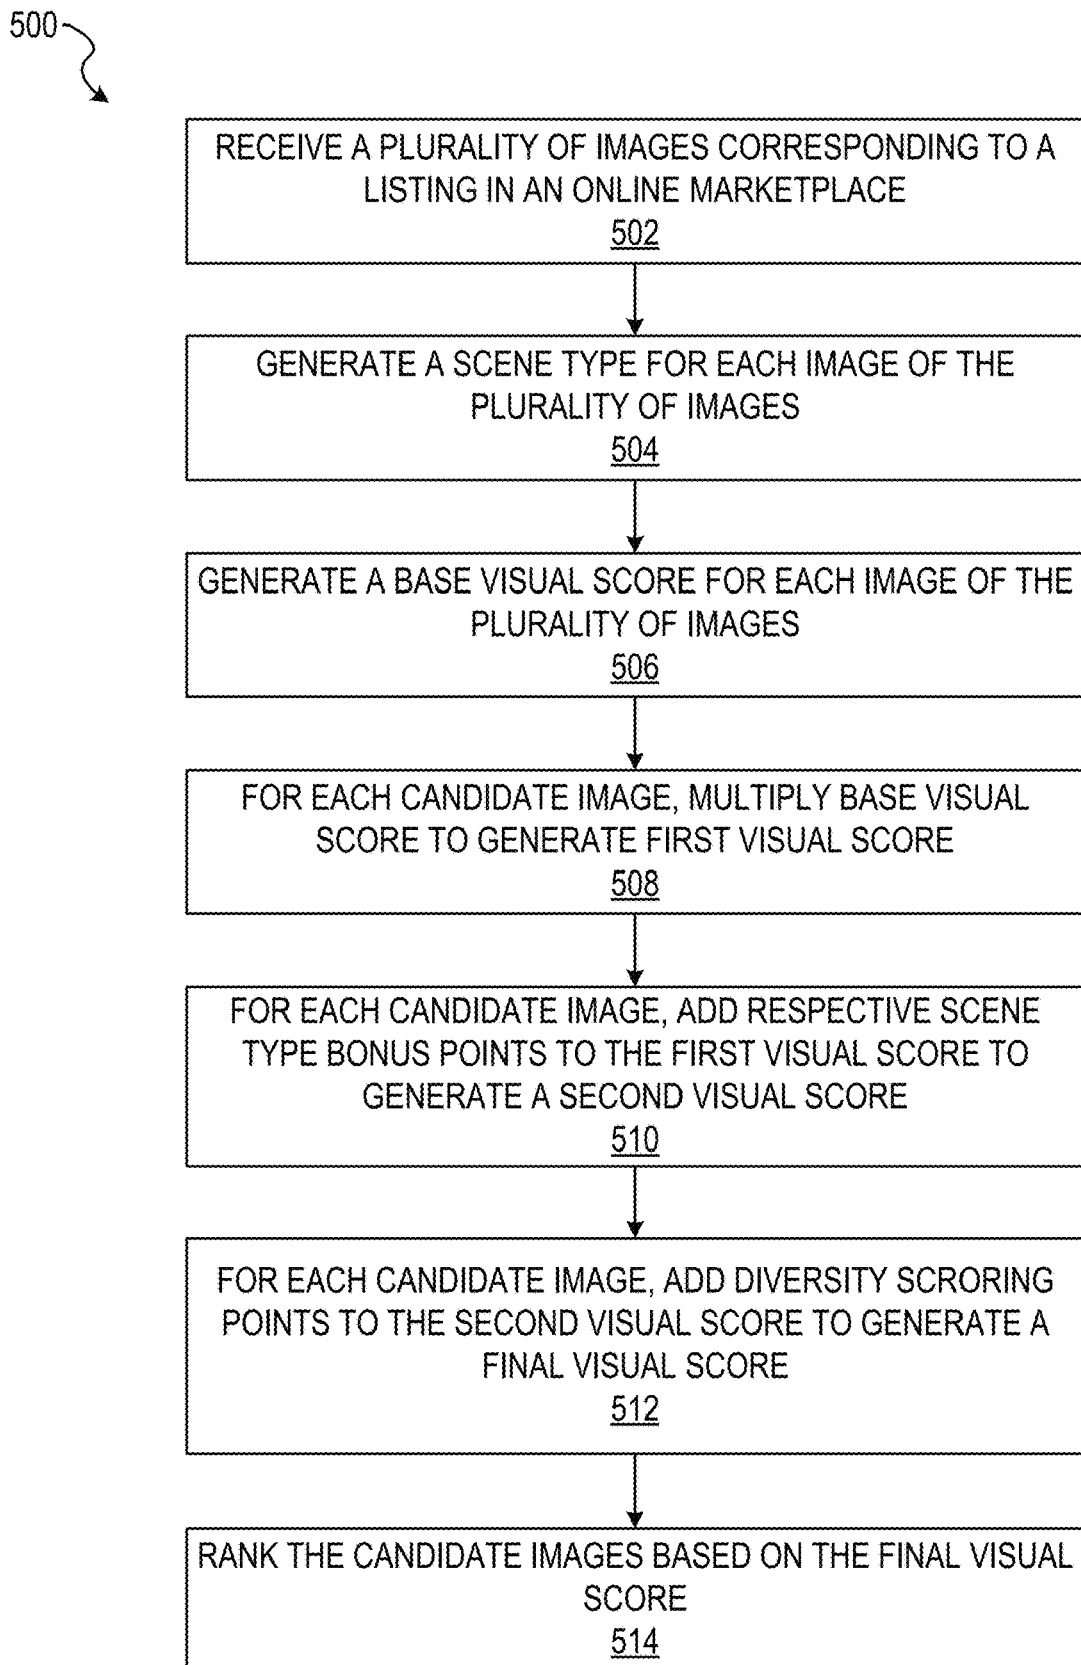 500
RECEIVE A PLURALITY OF IMAGES CORRESPONDING TO A
LISTING IN AN ONLINE MARKETPLACE
502
GENERATE A SCENE TYPE FOR EACH IMAGE OF THE
PLURALITY OF IMAGES
504
GENERATE A BASE VISUAL SCORE FOR EACH IMAGE OF THE
PLURALITY OF IMAGES
506
FOR EACH CANDIDATE IMAGE, MULTIPLY BASE VISUAL
SCORE TO GENERATE FIRST VISUAL SCORE
508
FOR EACH CANDIDATE IMAGE, ADD RESPECTIVE SCENE
TYPE BONUS POINTS TO THE FIRST VISUAL SCORE TO
GENERATE A SECOND VISUAL SCORE
510
FOR EACH CANDIDATE IMAGE, ADD DIVERSITY SCRORING
POINTS TO THE SECOND VISUAL SCORE TO GENERATE A
FINAL VISUAL SCORE
512
RANK THE CANDIDATE IMAGES BASED ON THE FINAL VISUAL
SCORE
514